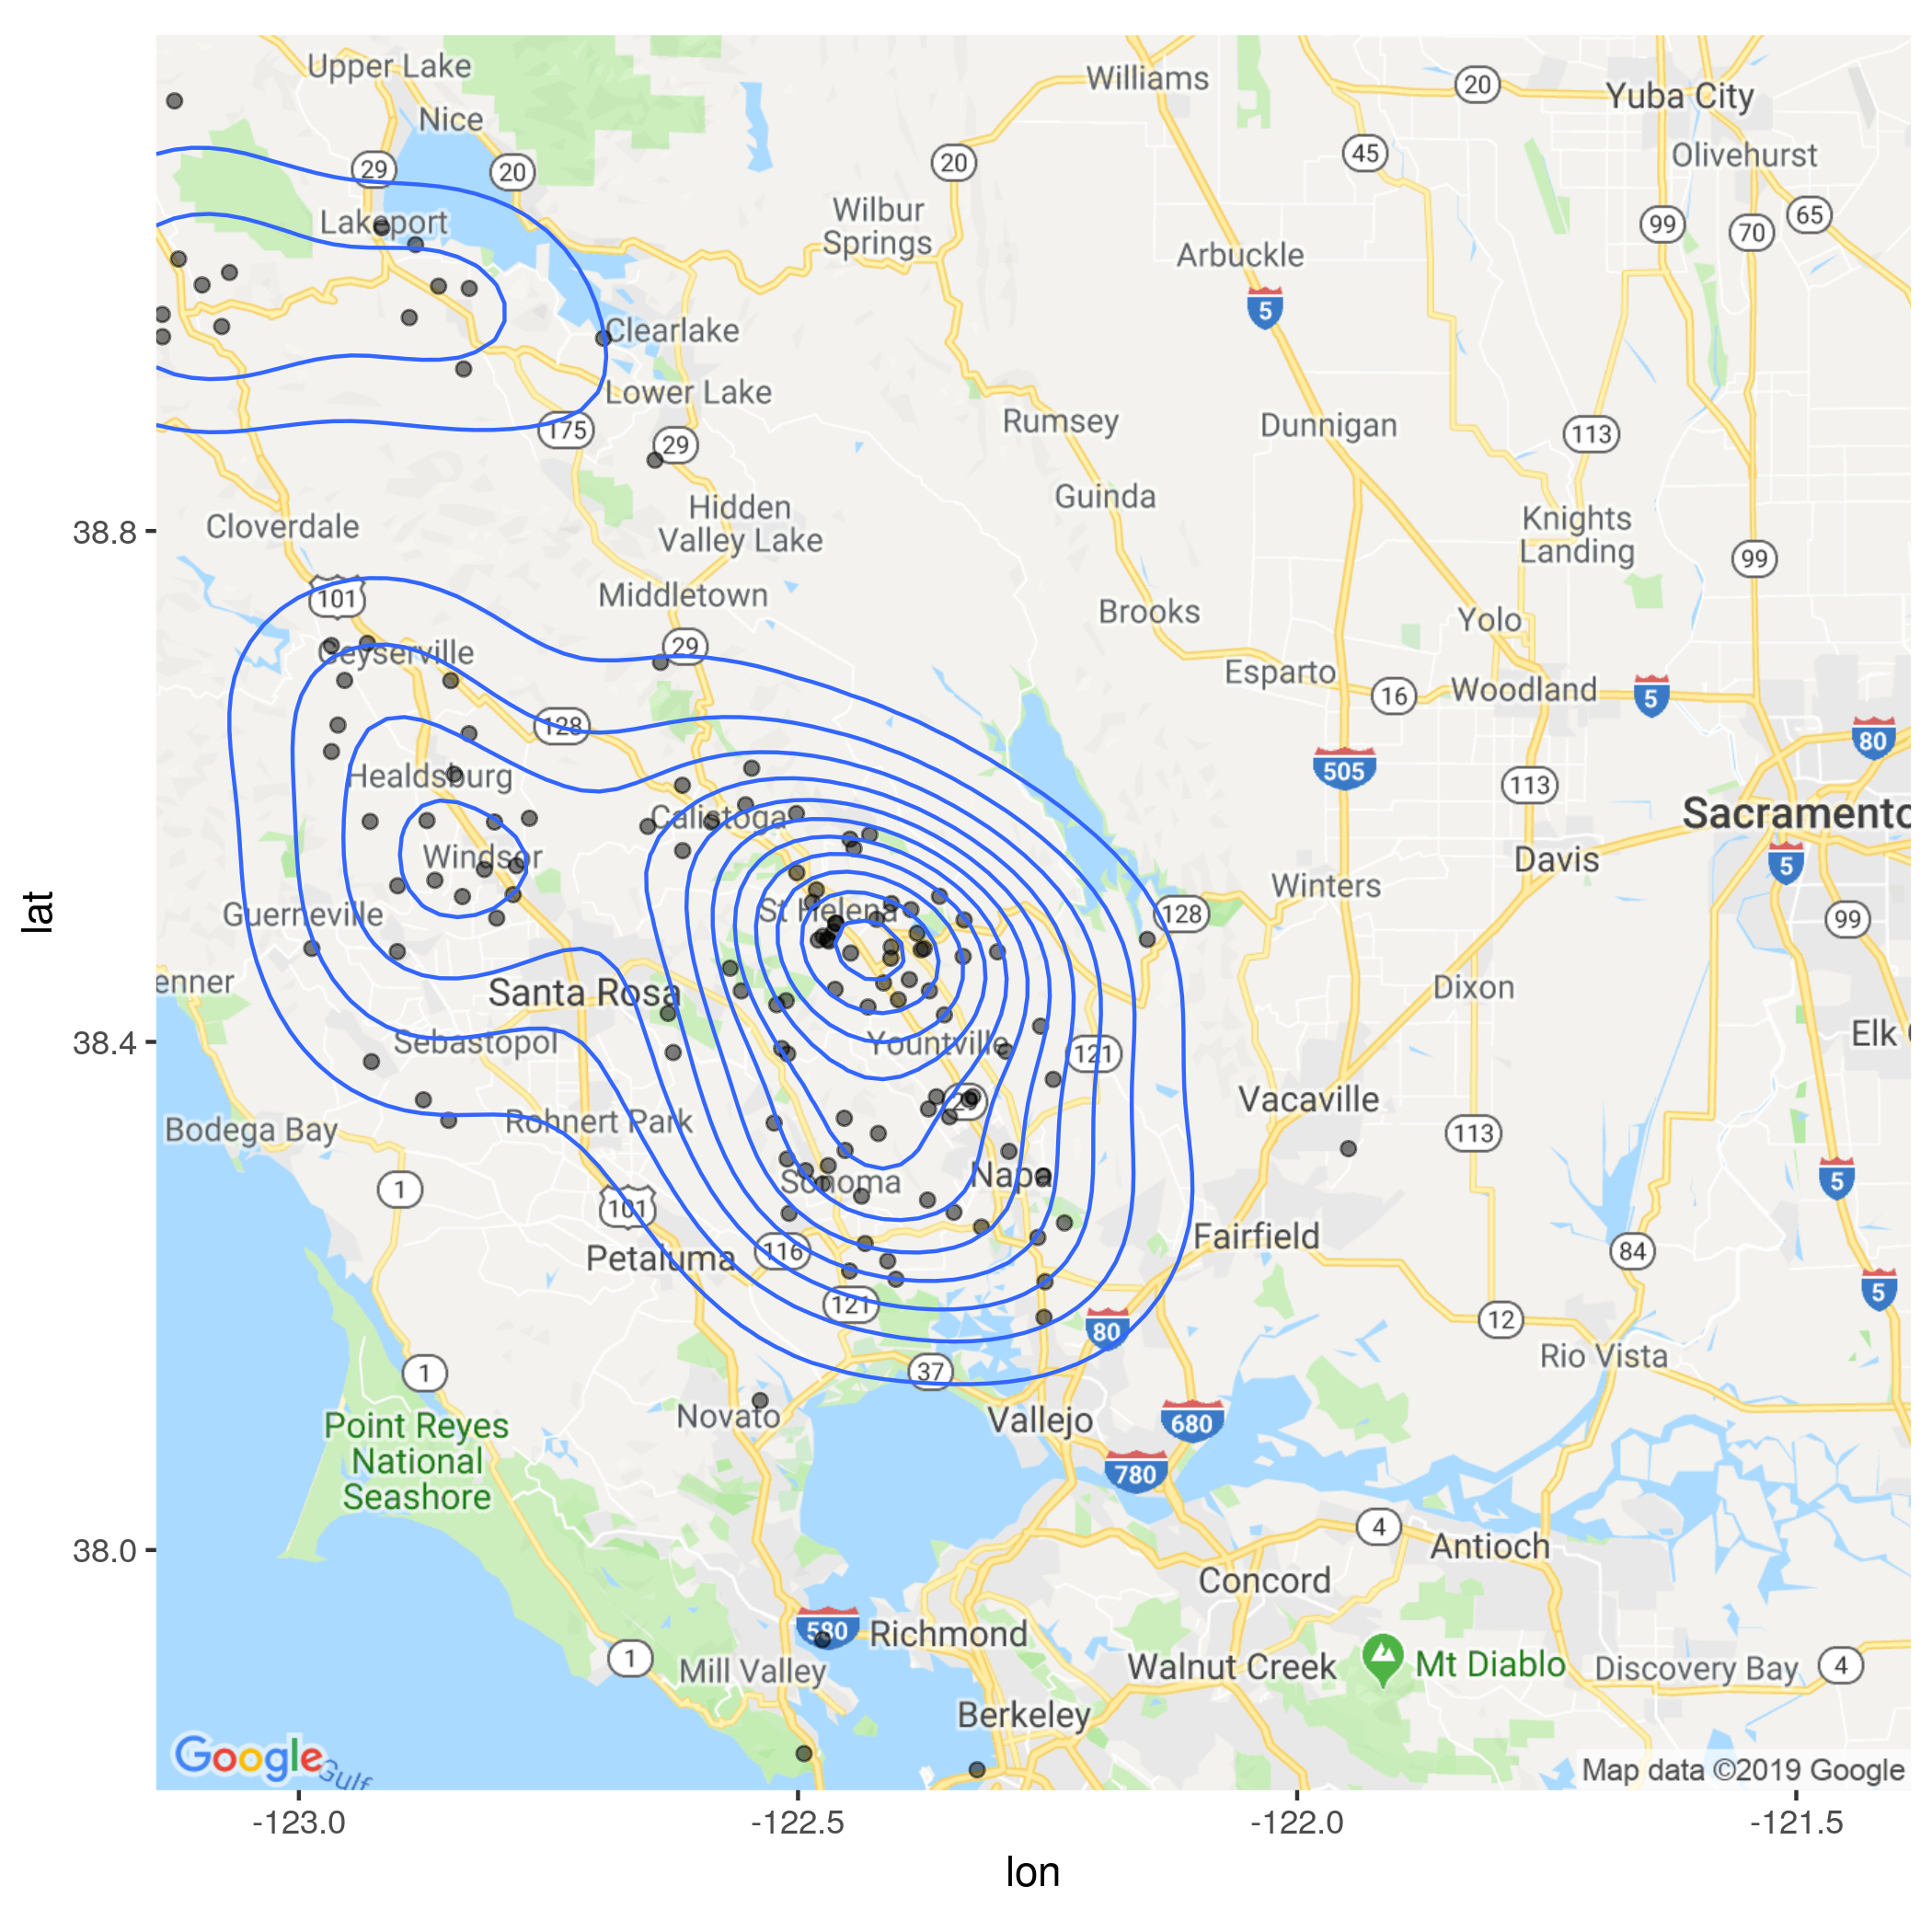 Upper Lake
Williams
20
Yuba City
Nice
45
Olivehurst
29
20
20
Lakeport
Wilbur
Springs
99
70
65
Arbuckle
5
Clearlake
Lower Lake
175
29
Rumsey
Dunnigan
113
Guinda
Hidden
Valley Lake
Cloverdale
38.8
Knights
Landing
99
101
Middletown
Brooks
Yolo
29
Geyserville
Esparto
16
Woodland
5
128
80
505
Healdsburg
113
Calistoga
Sacramento
Windsor
Davis
5
Winters
lat
Guerneville
St Helena
128
99
enner
Santa Rosa
Dixon
38.4
Sebastopol
Yountville
121
Elk
Bodega Bay
Rohnert Park
29
Vacaville
113
1
Sonoma
Napa
5
101
Petaluma
116
Fairfield
84
121
80
12
5
1
37
Rio Vista
Point Reyes
National
Seashore
Novato
Vallejo
680
780
38.0
4
Antioch
Concord
580
Richmond
1
Mill Valley
Walnut Creek
Mt Diablo
Discovery Bay
4
Berkeley
Google
Gulf
Map data ©2019 Google
-123.0
-122.5
-122.0
-121.5
lon